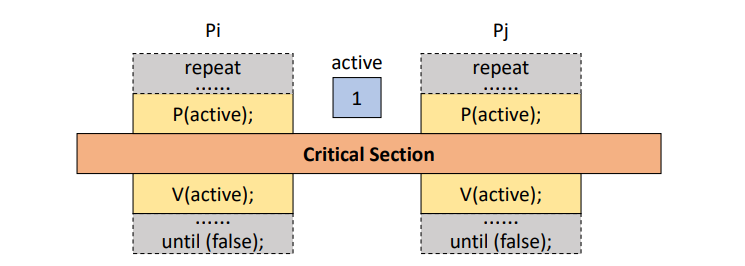 Pi
Pj
active
repeat
......
1
repeat
......
P(active);
P(active);
Critical Section
V(active);
V(active);
......
until (false);
......
until (false);